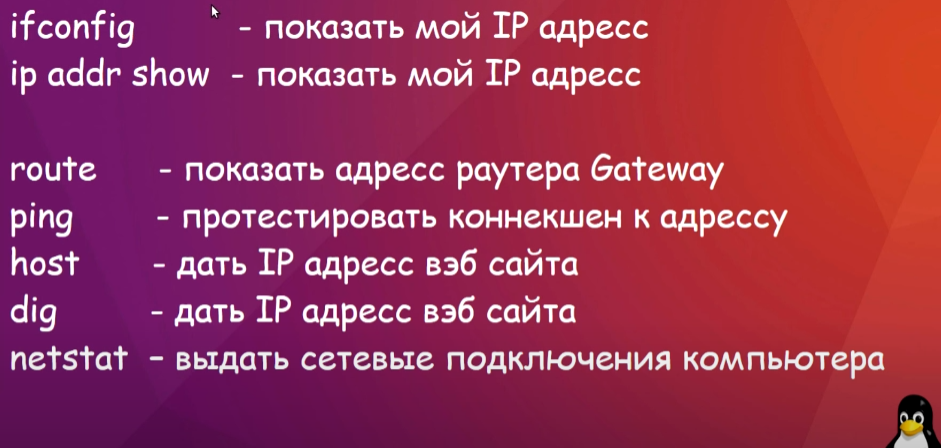 ifconfig - показать мой IP адресс
ip addr show - показать мой IP адресс
route - показать адресс раутера Gateway
ping - протестировать коннекшен к адрессу
host - дать IP адресс вэб сайта
dig - дать IP адресс вэб сайта
netstat - выдать сетевые подключения компьютера